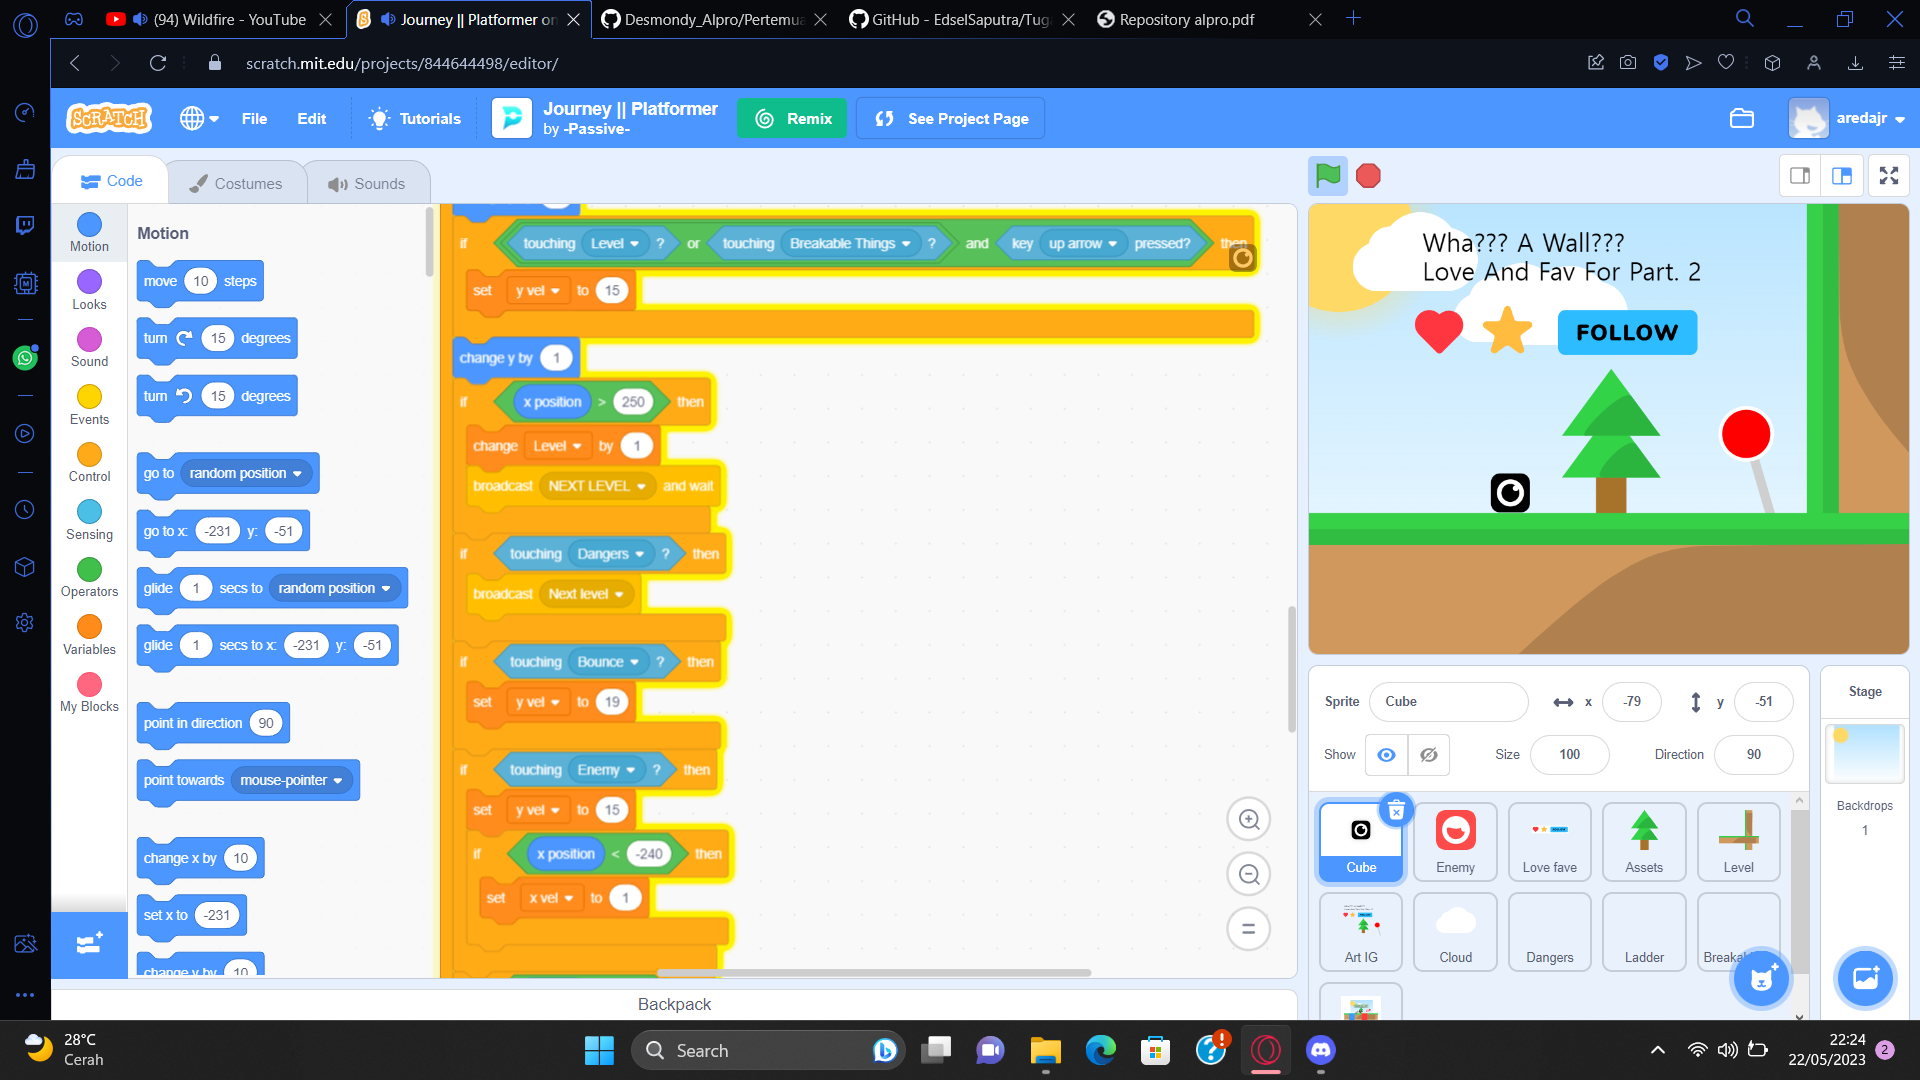 (94) Wildfire - YouTube
Journey || Platformer on
Desmondy_Alpro/Pertemua
GitHub - EdselSaputra/Tuga
Repository alpro.pdf
scratch.mit.edu/projects/844644498/editor/
SCRATCH
File
Edit
Tutorials
Journey || Platformer
by -Passive-
Remix
See Project Page
aredajr
Code
Costumes
Sounds
Motion
Looks
Sound
Events
Control
Sensing
Operators
Variables
My Blocks
Motion
move 10 steps
turn 15 degrees
turn 15 degrees
go to random position
go to x: -231 y: -51
glide 1 secs to random position
glide 1 secs to x: -231 y: -51
point in direction 90
point towards mouse-pointer
change x by 10
set x to -231
change y by 10
if touching Level ? or touching Breakable Things ? and key up arrow pressed? then
set y vel to 15
change y by 1
if x position > 250 then
change Level by 1
broadcast NEXT LEVEL and wait
if touching Dangers ? then
broadcast Next level
if touching Bounce ? then
set y vel to 19
if touching Enemy ? then
set y vel to 15
if x position < -240 then
set x vel to 1
Backpack
Wha??? A Wall???
Love And Fav For Part. 2
FOLLOW
Sprite Cube x -79 y -51
Show Size 100 Direction 90
Cube
Enemy
Love fave
Assets
Level
Art IG
Cloud
Dangers
Ladder
Breaka
Stage
Backdrops
1
28°C
Cerah
Search
22:24
22/05/2023
2